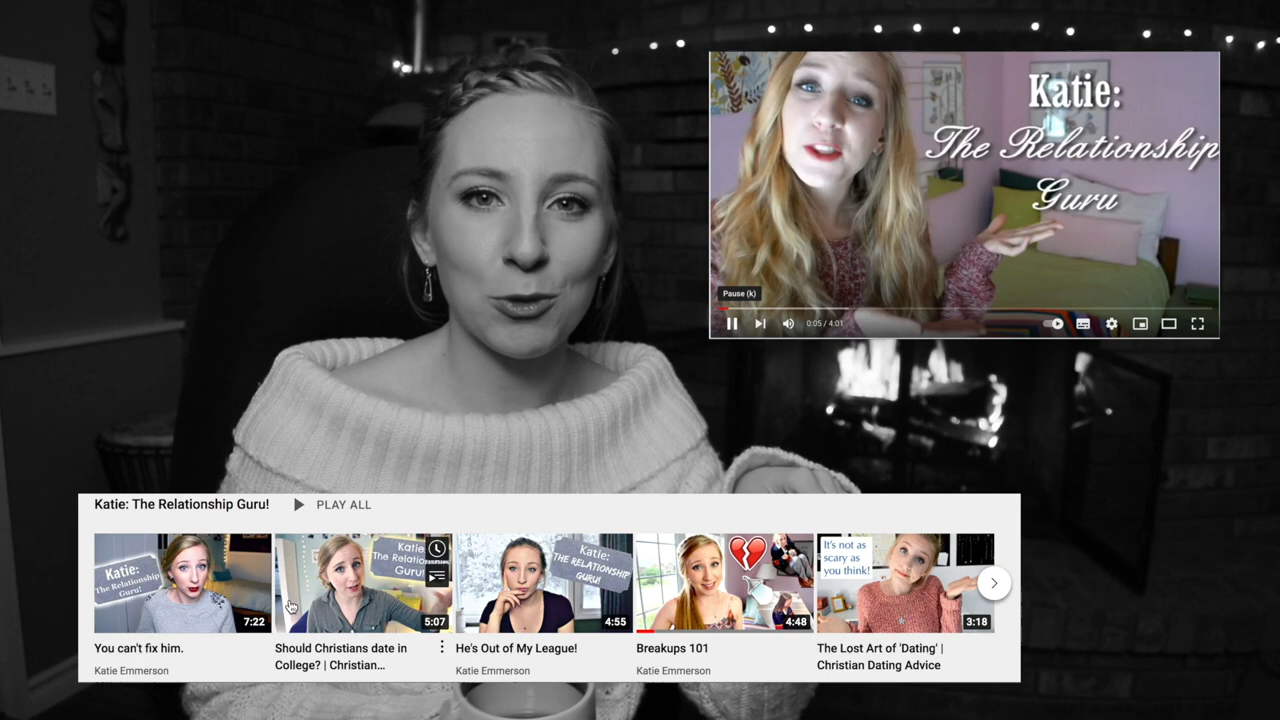 Katie:
The Relationship
Guru
Pause (k)
0:05 / 4:01
Katie: The Relationship Guru!
PLAY ALL
Katie:
The Relationship
Guru!
7:22
Katie:
The Relationship
Guru!
5:07
Katie:
THE RELATIONSHIP
GURU!
4:55
4:48
It's not as
scary as
you think!
3:18
You can't fix him.
Katie Emmerson
Should Christians date in
College? | Christian...
He's Out of My League!
Katie Emmerson
Breakups 101
Katie Emmerson
The Lost Art of 'Dating' |
Christian Dating Advice